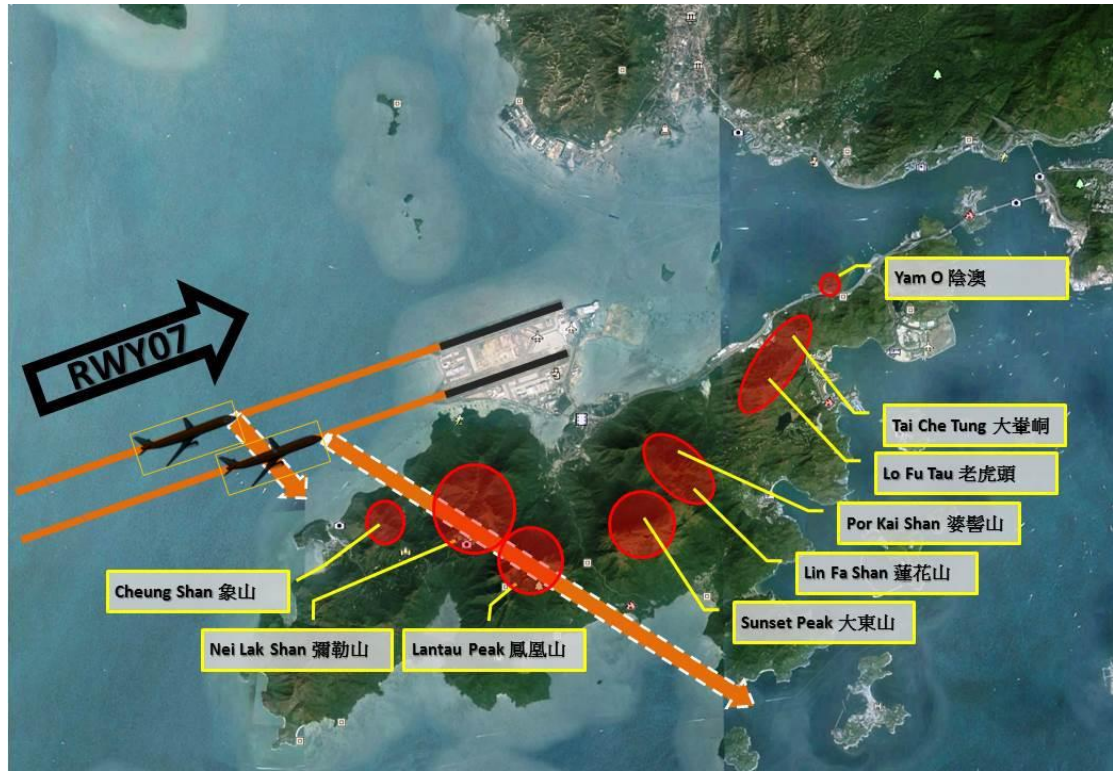 RWY07
Yam O 陰澳
Tai Che Tung 大輋峒
Lo Fu Tau 老虎頭
Por Kai Shan 婆髻山
Lin Fa Shan 蓮花山
Cheung Shan 象山
Sunset Peak 大東山
Nei Lak Shan 彌勒山
Lantau Peak 鳳凰山